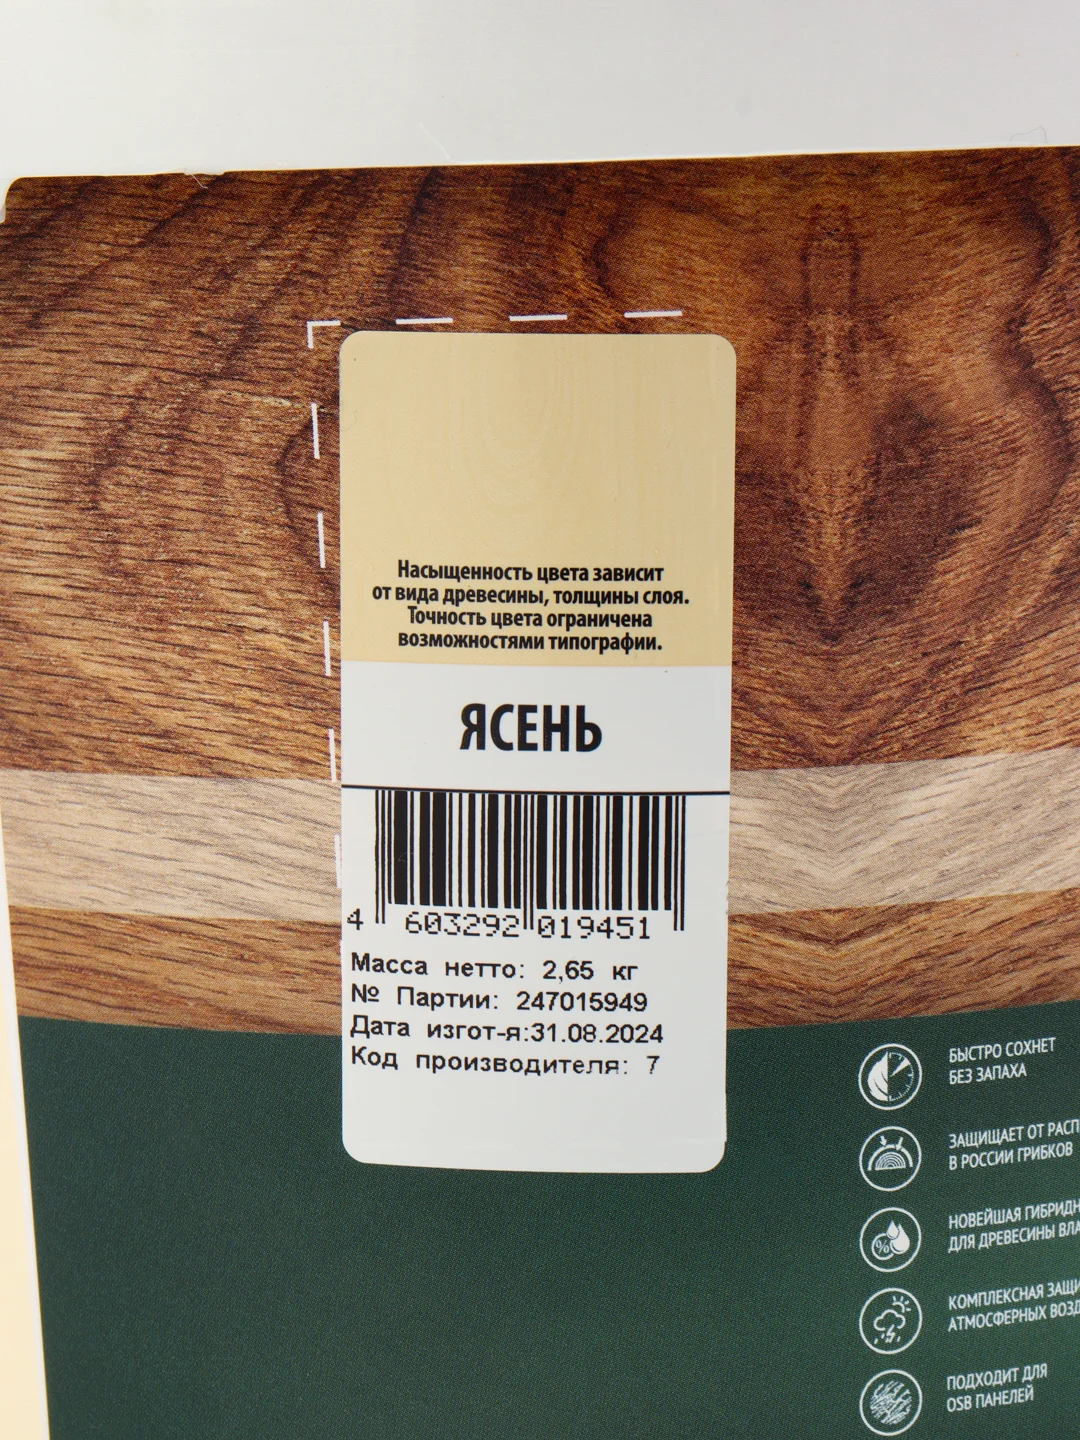 Насыщенность цвета зависит
от вида древесины, толщины слоя.
Точность цвета ограничена
возможностями типографии.
ЯСЕНЬ
4 603292 019451
Масса нетто: 2,65 кг
№ Партии: 247015949
Дата изгот-я:31.08.2024
Код производителя: 7
БЫСТРО СОХНЕТ
БЕЗ ЗАПАХА
ЗАЩИЩАЕТ ОТ
В РОССИИ ГРИБКОВ
НОВЕЙШАЯ
ДЛЯ ДРЕВЕСИНЫ
КОМПЛЕКСНАЯ
АТМОСФЕРНЫХ
ПОДХОДИТ ДЛЯ
OSB ПАНЕЛЕЙ